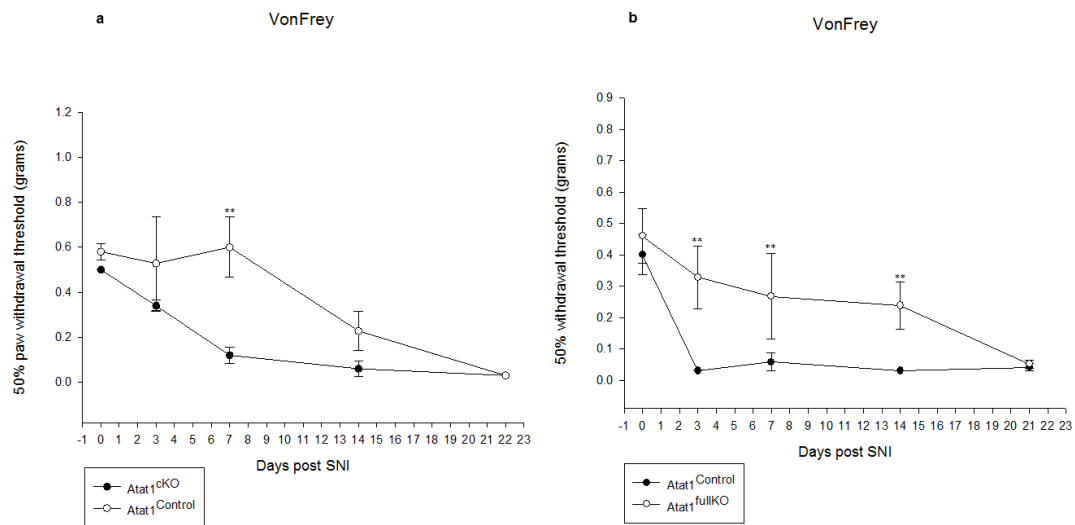 a
VonFrey
50% paw withdrawal threshold (grams)
1.2
1.0
0.8
0.6
0.4
0.2
0.0
**
-1 0 1 2 3 4 5 6 7 8 9 10 11 12 13 14 15 16 17 18 19 20 21 22 23
Days post SNI
Atat1cKO
Atat1Control
b
VonFrey
50% withdrawal threshold (grams)
0.9
0.8
0.7
0.6
0.5
0.4
0.3
0.2
0.1
0.0
** ** **
-1 0 1 2 3 4 5 6 7 8 9 10 11 12 13 14 15 16 17 18 19 20 21 22 23
Days post SNI
Atat1Control
Atat1fullKO